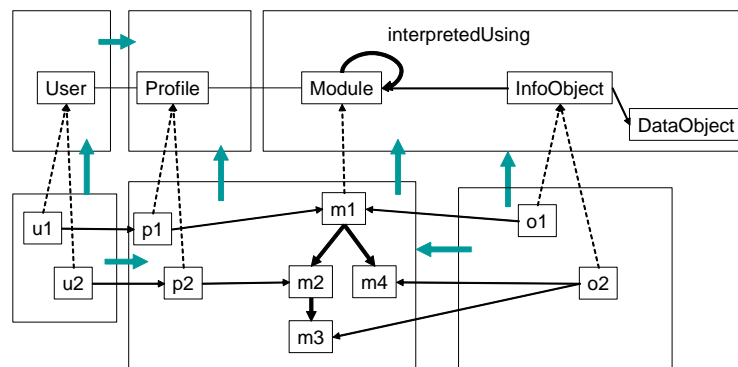 interpretedUsing
User
Profile
Module
InfoObject
DataObject
u1
p1
m1
o1
u2
p2
m2
m4
o2
m3